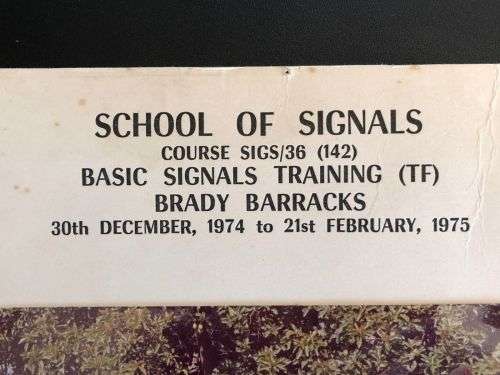 SCHOOL OF SIGNALS
COURSE SIGS/36 (142)
BASIC SIGNALS TRAINING (TF)
BRADY BARRACKS
30th DECEMBER, 1974 to 21st FEBRUARY, 1975